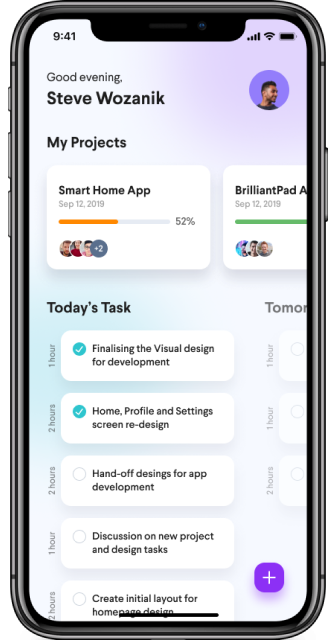 9:41
Good evening,
Steve Wozanik
My Projects
Smart Home App
Sep 12, 2019
52%
+2
BrilliantPad A
Sep 12, 2019
Today's Task
Tomor
1 hour
Finalising the Visual design
for development
1 hour
2 hours
Home, Profile and Settings
screen re-design
1 hour
2 hours
Hand-off desings for app
development
2 hours
1 hour
Discussion on new project
and design tasks
2 hours
Create initial layout for
homepage design